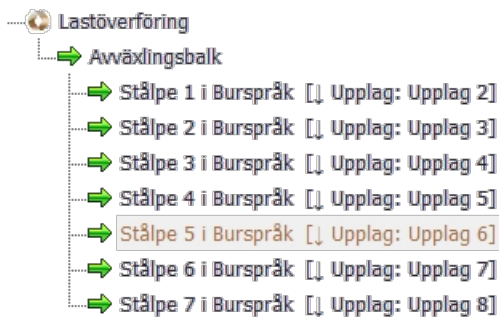 Lastöverföring
Avväxlingsbalk
Stålpe 1 i Burspråk [↓ Upplag: Upplag 2]
Stålpe 2 i Burspråk [↓ Upplag: Upplag 3]
Stålpe 3 i Burspråk [↓ Upplag: Upplag 4]
Stålpe 4 i Burspråk [↓ Upplag: Upplag 5]
Stålpe 5 i Burspråk [↓ Upplag: Upplag 6]
Stålpe 6 i Burspråk [↓ Upplag: Upplag 7]
Stålpe 7 i Burspråk [↓ Upplag: Upplag 8]